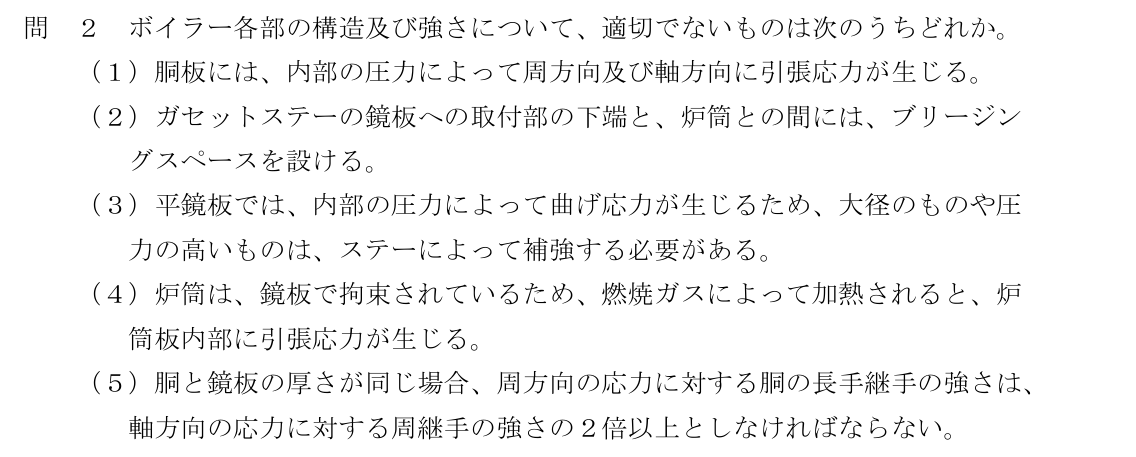 問　２　ボイラー各部の構造及び強さについて、適切でないものは次のうちどれか。
（１）胴板には、内部の圧力によって周方向及び軸方向に引張応力が生じる。
（２）ガセットステーの鏡板への取付部の下端と、炉筒との間には、ブリージン
グスペースを設ける。
（３）平鏡板では、内部の圧力によって曲げ応力が生じるため、大径のものや圧
力の高いものは、ステーによって補強する必要がある。
（４）炉筒は、鏡板で拘束されているため、燃焼ガスによって加熱されると、炉
筒板内部に引張応力が生じる。
（５）胴と鏡板の厚さが同じ場合、周方向の応力に対する胴の長手継手の強さは、
軸方向の応力に対する周継手の強さの２倍以上としなければならない。